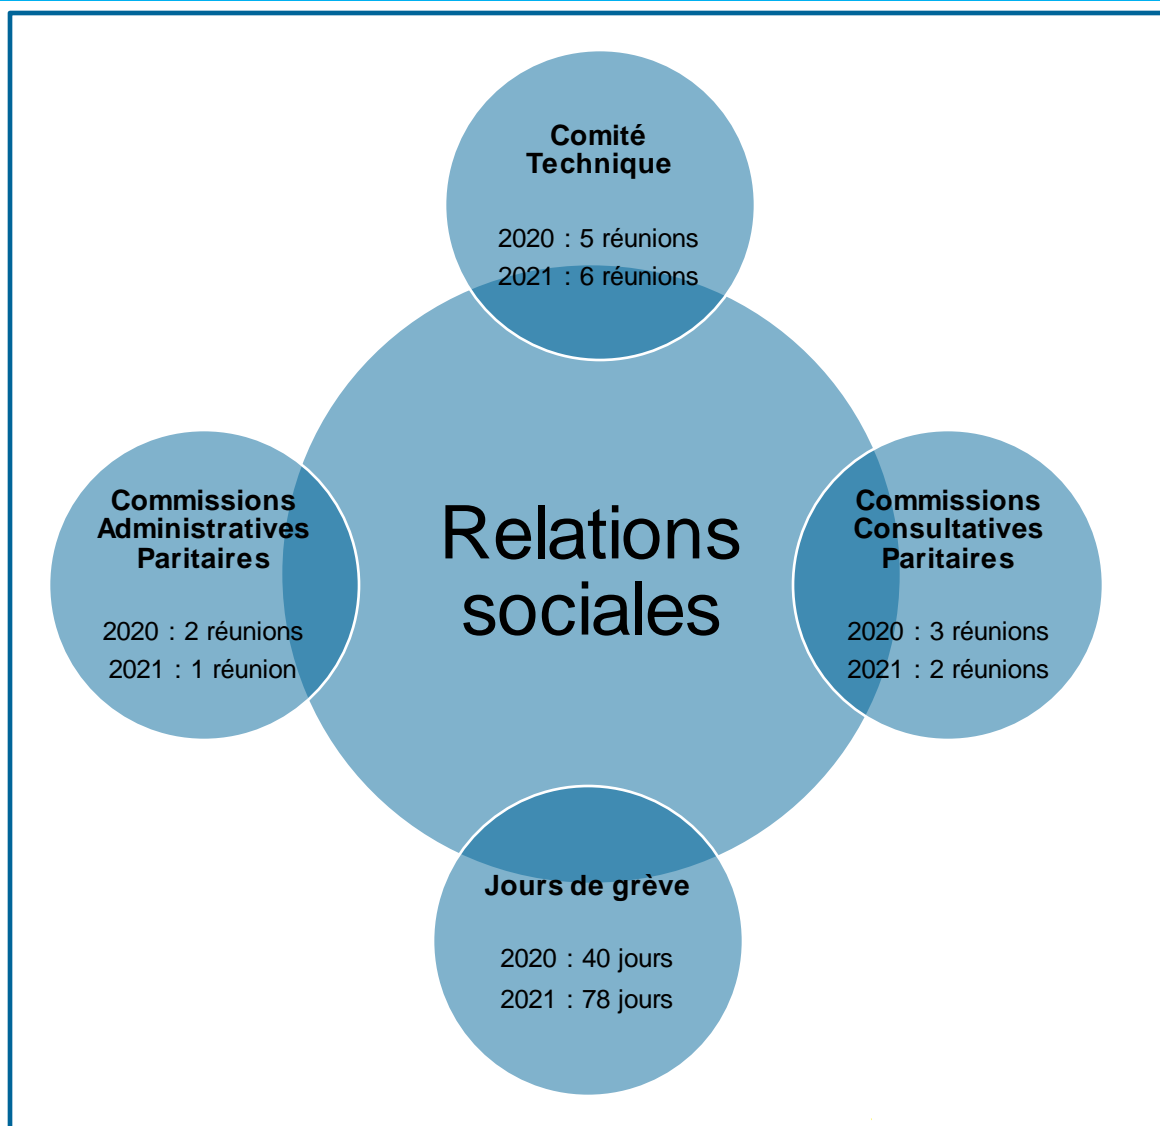 Comité
Technique
2020 : 5 réunions
2021 : 6 réunions
Commissions
Administratives
Paritaires
2020 : 2 réunions
2021 : 1 réunion
Relations
sociales
Commissions
Consultatives
Paritaires
2020 : 3 réunions
2021 : 2 réunions
Jours de grève
2020 : 40 jours
2021 : 78 jours